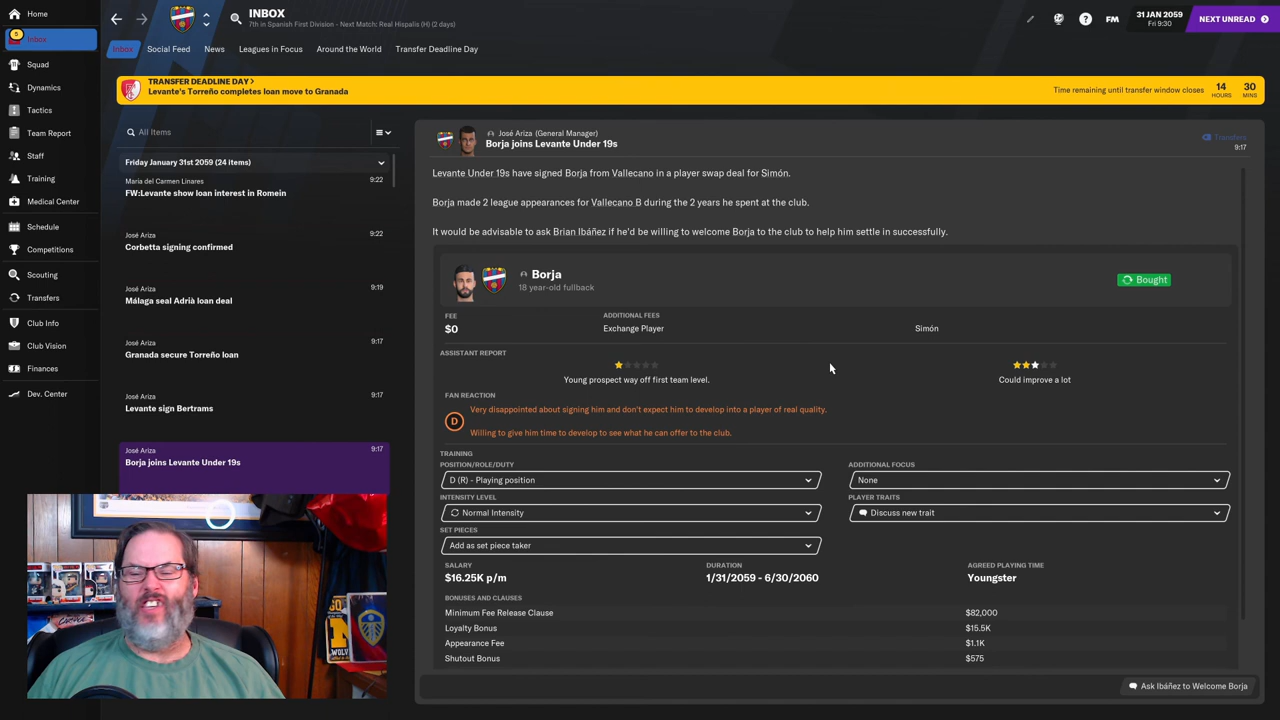 Home
INBOX
7th in Spanish First Division - Next Match: Real Hispalis (H) (2 days)
FM
31 JAN 2059
Fri 9:30
NEXT UNREAD
5
Inbox
Squad
Dynamics
Tactics
Team Report
Staff
Training
Medical Center
Schedule
Competitions
Scouting
Transfers
Club Info
Club Vision
Finances
Dev. Center
Inbox
Social Feed
News
Leagues in Focus
Around the World
Transfer Deadline Day
TRANSFER DEADLINE DAY >
Levante's Torreño completes loan move to Granada
Time remaining until transfer window closes
14
HOURS
30
MINS
All Items
Friday January 31st 2059 (24 items)
María del Carmen Linares
9:22
FW:Levante show loan interest in Romein
José Ariza
9:22
Corbetta signing confirmed
José Ariza
9:19
Málaga seal Adrià loan deal
José Ariza
9:17
Granada secure Torreño loan
José Ariza
9:17
Levante sign Bertrams
José Ariza
9:17
Borja joins Levante Under 19s
José Ariza (General Manager)
Borja joins Levante Under 19s
Transfers
9:17
Levante Under 19s have signed Borja from Vallecano in a player swap deal for Simón.
Borja made 2 league appearances for Vallecano B during the 2 years he spent at the club.
It would be advisable to ask Brian Ibáñez if he'd be willing to welcome Borja to the club to help him settle in successfully.
Borja
18 year-old fullback
Bought
FEE
$0
ADDITIONAL FEES
Exchange Player
Simón
ASSISTANT REPORT
Young prospect way off first team level.
Could improve a lot
FAN REACTION
D
Very disappointed about signing him and don't expect him to develop into a player of real quality.
Willing to give him time to develop to see what he can offer to the club.
TRAINING
POSITION/ROLE/DUTY
D (R) - Playing position
ADDITIONAL FOCUS
None
INTENSITY LEVEL
Normal Intensity
PLAYER TRAITS
Discuss new trait
SET PIECES
Add as set piece taker
SALARY
$16.25K p/m
DURATION
1/31/2059 - 6/30/2060
AGREED PLAYING TIME
Youngster
BONUSES AND CLAUSES
Minimum Fee Release Clause
$82,000
Loyalty Bonus
$15.5K
Appearance Fee
$1.1K
Shutout Bonus
$575
Ask Ibáñez to Welcome Borja